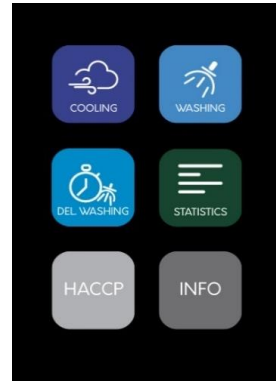 COOLING
WASHING
DEL. WASHING
STATISTICS
HACCP
INFO